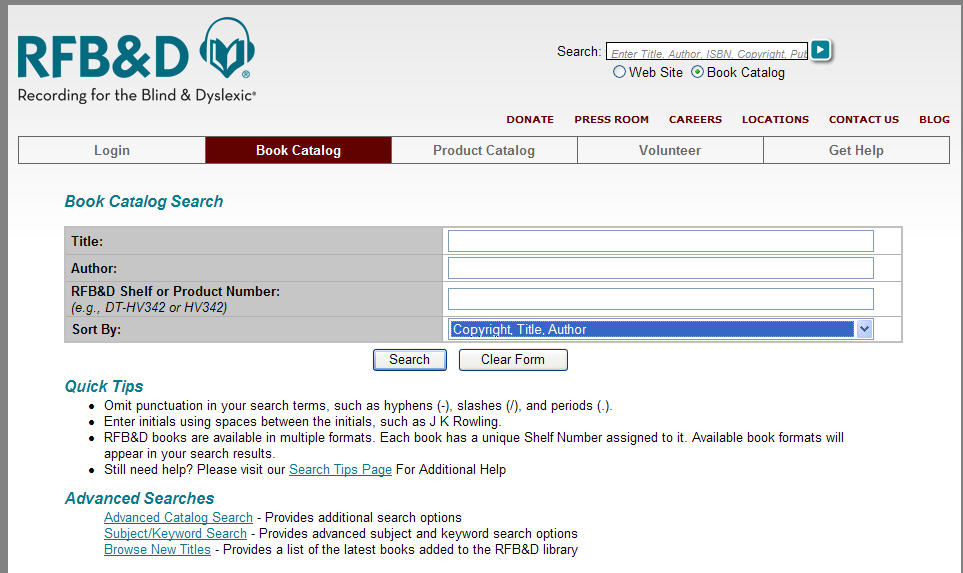 RFB&D®
Recording for the Blind & Dyslexic®
Search: Enter Title, Author, ISBN, Copyright, Pub
Web Site Book Catalog
DONATE PRESS ROOM CAREERS LOCATIONS CONTACT US BLOG
Login Book Catalog Product Catalog Volunteer Get Help
Book Catalog Search
Title:
Author:
RFB&D Shelf or Product Number:
(e.g., DT-HV342 or HV342)
Sort By: Copyright, Title, Author
Search Clear Form
Quick Tips
• Omit punctuation in your search terms, such as hyphens (-), slashes (/), and periods (.).
• Enter initials using spaces between the initials, such as J K Rowling.
• RFB&D books are available in multiple formats. Each book has a unique Shelf Number assigned to it. Available book formats will
appear in your search results.
• Still need help? Please visit our Search Tips Page For Additional Help
Advanced Searches
Advanced Catalog Search - Provides additional search options
Subject/Keyword Search - Provides advanced subject and keyword search options
Browse New Titles - Provides a list of the latest books added to the RFB&D library